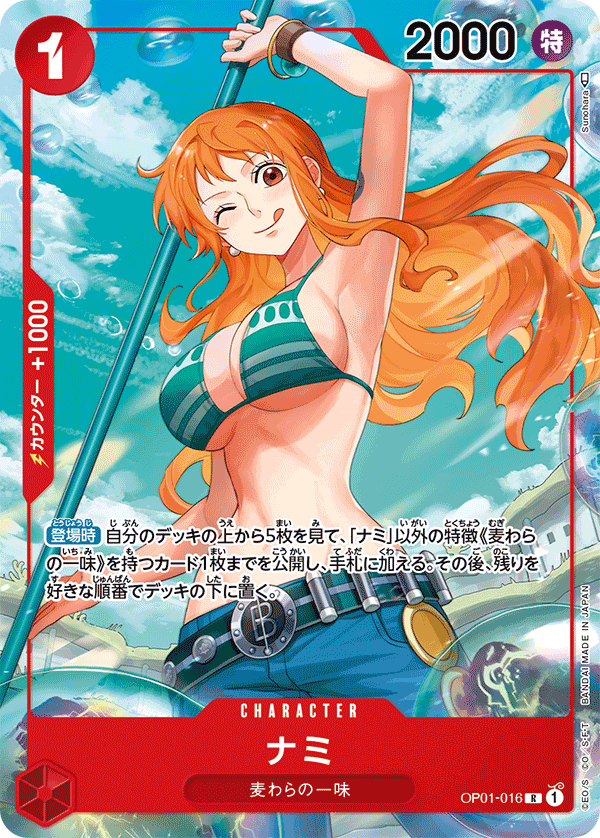 1
2000 特
Sunohara
カウンター +1000
登場時 自分のデッキの上から5枚を見て、「ナミ」以外の特徴《麦わら
の一味》を持つカード1枚までを公開し、手札に加える。その後、残りを
好きな順番でデッキの下に置く。
CHARACTER
ナミ
麦わらの一味
OP01-016 R 1
©E.O/S ©O/S・F・T BANDAI MADE IN JAPAN